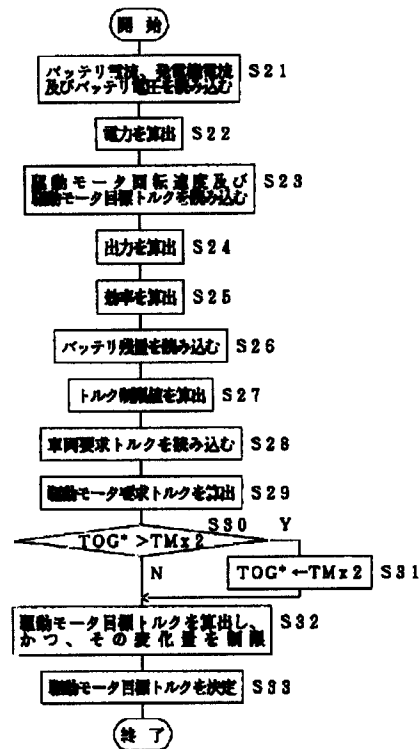 開始
バッテリ電流、発電機電流
及びバッテリ電圧を読み込む S21
電力を算出 S22
駆動モータ回転速度及び
駆動モータ目標トルクを読み込む S23
出力を算出 S24
効率を算出 S25
バッテリ残量を読み込む S26
トルク制限値を算出 S27
車両要求トルクを読み込む S28
駆動モータ要求トルクを算出 S29
S30
TOG* >TMx2 Y
N
TOG* ←TMx2 S31
駆動モータ目標トルクを算出し、
かつ、その変化量を制限 S32
駆動モータ目標トルクを決定 S33
終了